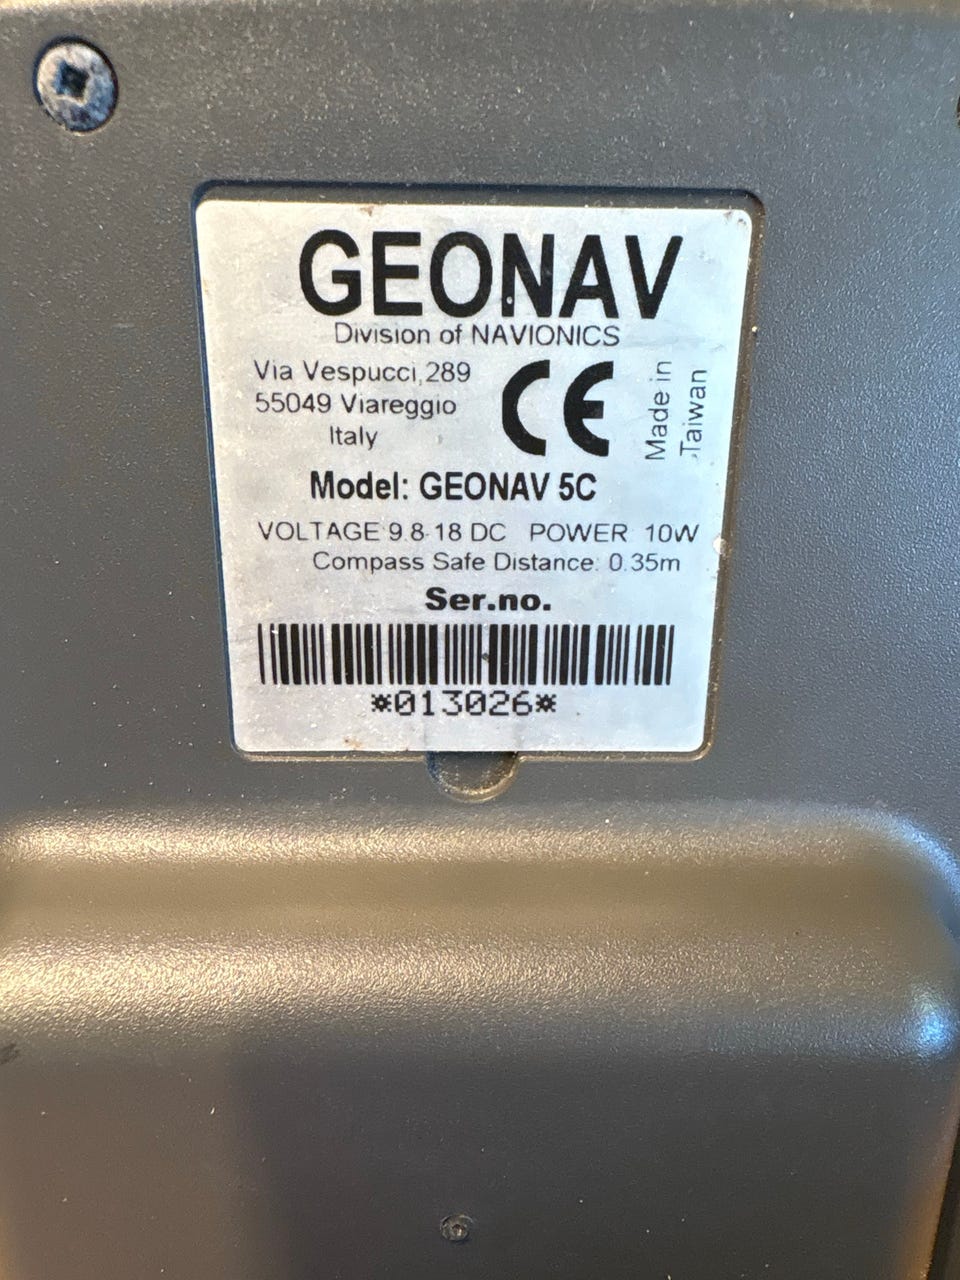 GEONAV
Division of NAVIONICS
Via Vespucci,289
55049 Viareggio
Italy
CE
Made in
Taiwan
Model: GEONAV 5C
VOLTAGE 9.8-18 DC POWER 10W
Compass Safe Distance: 0.35m
Ser.no.
*013026*